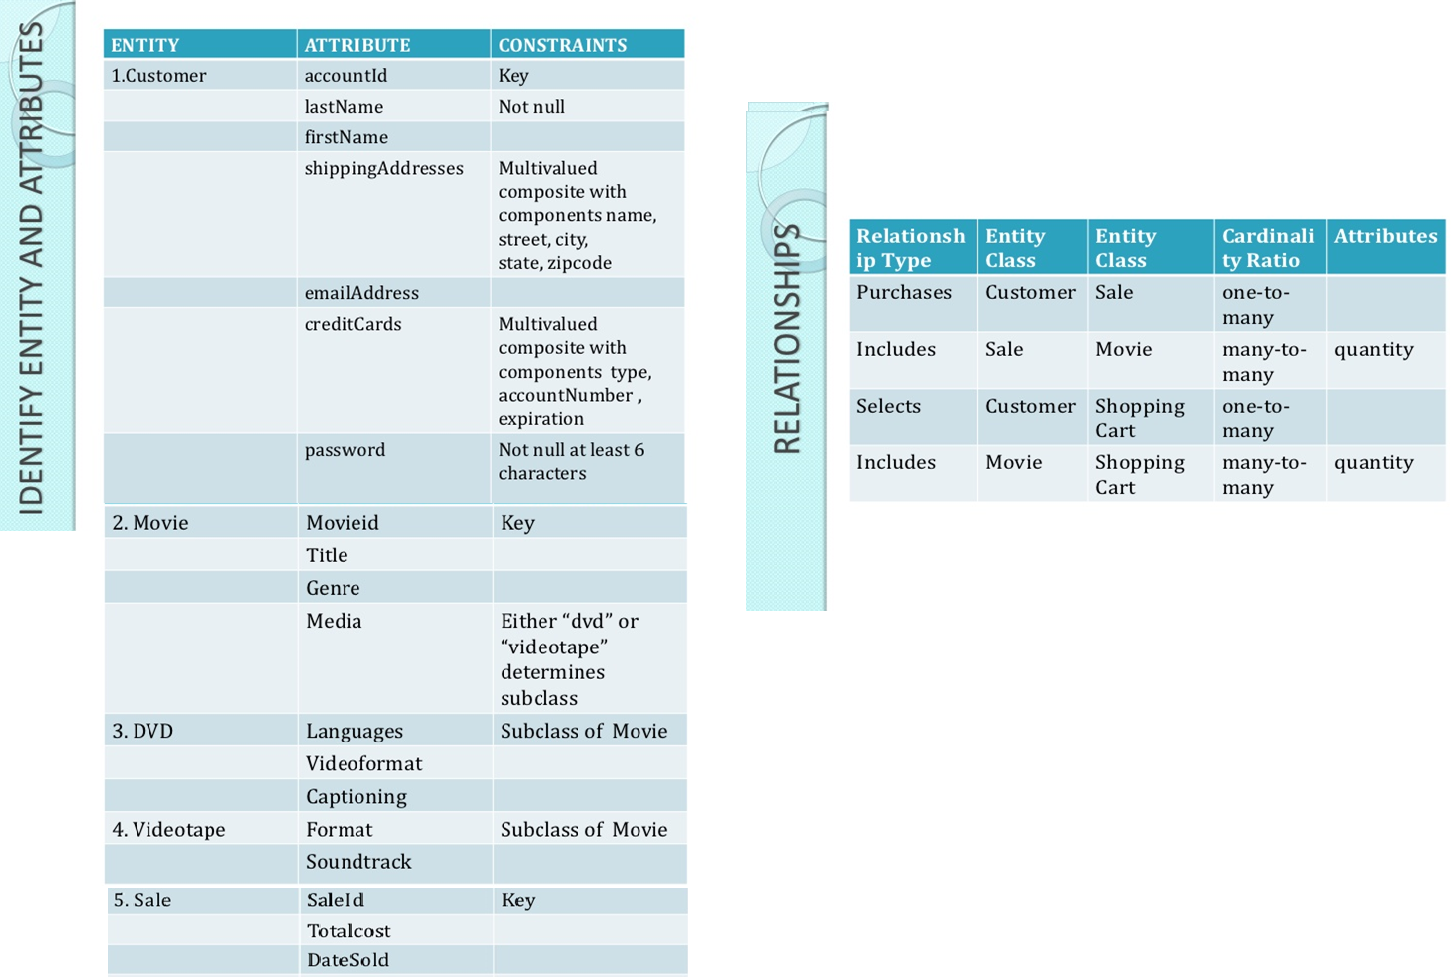 IDENTIFY ENTITY AND ATTRIBUTES
ENTITY ATTRIBUTE CONSTRAINTS
1.Customer accountId Key
lastName Not null
firstName
shippingAddresses Multivalued
composite with
components name,
street, city,
state, zipcode
emailAddress
creditCards Multivalued
composite with
components type,
accountNumber ,
expiration
password Not null at least 6
characters
2. Movie Movieid Key
Title
Genre
Media Either “dvd” or
“videotape”
determines
subclass
3. DVD Languages Subclass of Movie
Videoformat
Captioning
4. Videotape Format Subclass of Movie
Soundtrack
5. Sale SaleId Key
Totalcost
DateSold
RELATIONSHIPS
Relationsh Entity Entity Cardinali Attributes
ip Type Class Class ty Ratio
Purchases Customer Sale one-to-
many
Includes Sale Movie many-to- quantity
many
Selects Customer Shopping one-to-
Cart many
Includes Movie Shopping many-to- quantity
Cart many